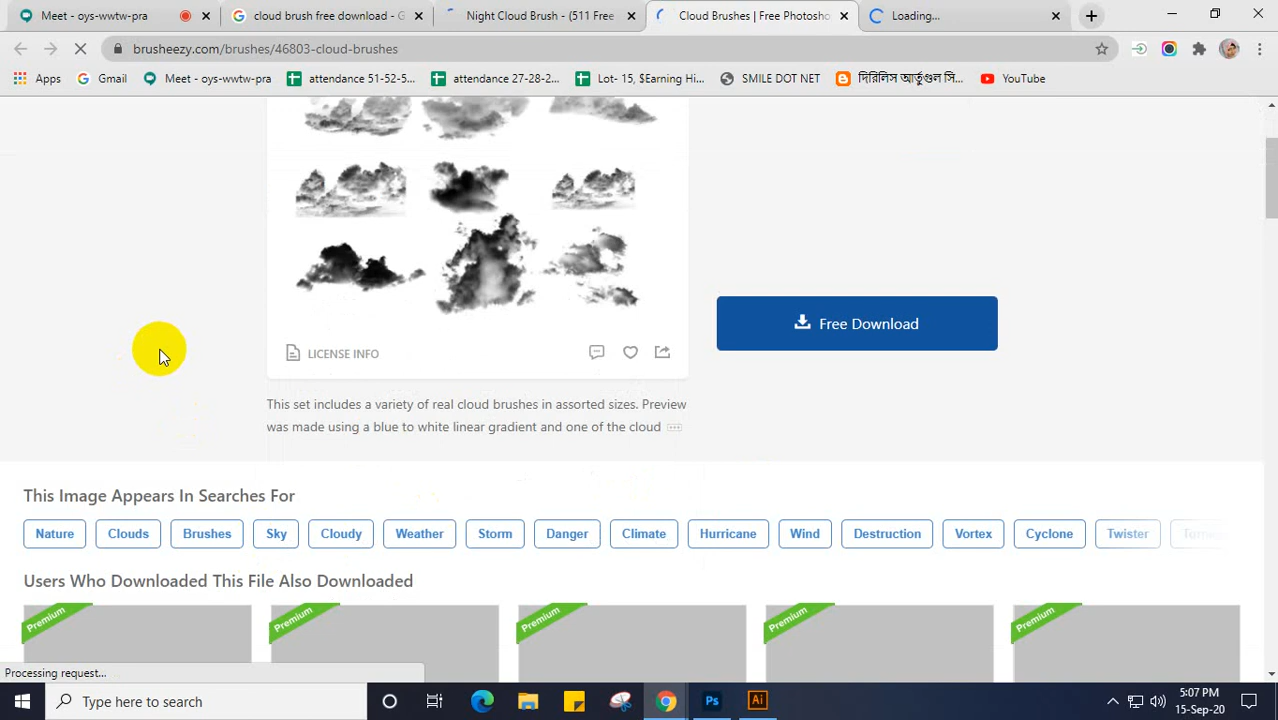 Meet - oys-wwtw-pra
cloud brush free download - G
Night Cloud Brush - (511 Free
Cloud Brushes | Free Photosho
Loading...
brusheezy.com/brushes/46803-cloud-brushes
Apps
Gmail
Meet - oys-wwtw-pra
attendance 51-52-5...
attendance 27-28-2...
Lot- 15, $Earning Hi...
SMILE DOT NET
দিরিলিস আর্তুগুল সি...
YouTube
LICENSE INFO
Free Download
This set includes a variety of real cloud brushes in assorted sizes. Preview
was made using a blue to white linear gradient and one of the cloud
This Image Appears In Searches For
Nature
Clouds
Brushes
Sky
Cloudy
Weather
Storm
Danger
Climate
Hurricane
Wind
Destruction
Vortex
Cyclone
Twister
Users Who Downloaded This File Also Downloaded
Premium
Premium
Premium
Premium
Premium
Processing request...
Type here to search
Ps
Ai
5:07 PM
15-Sep-20